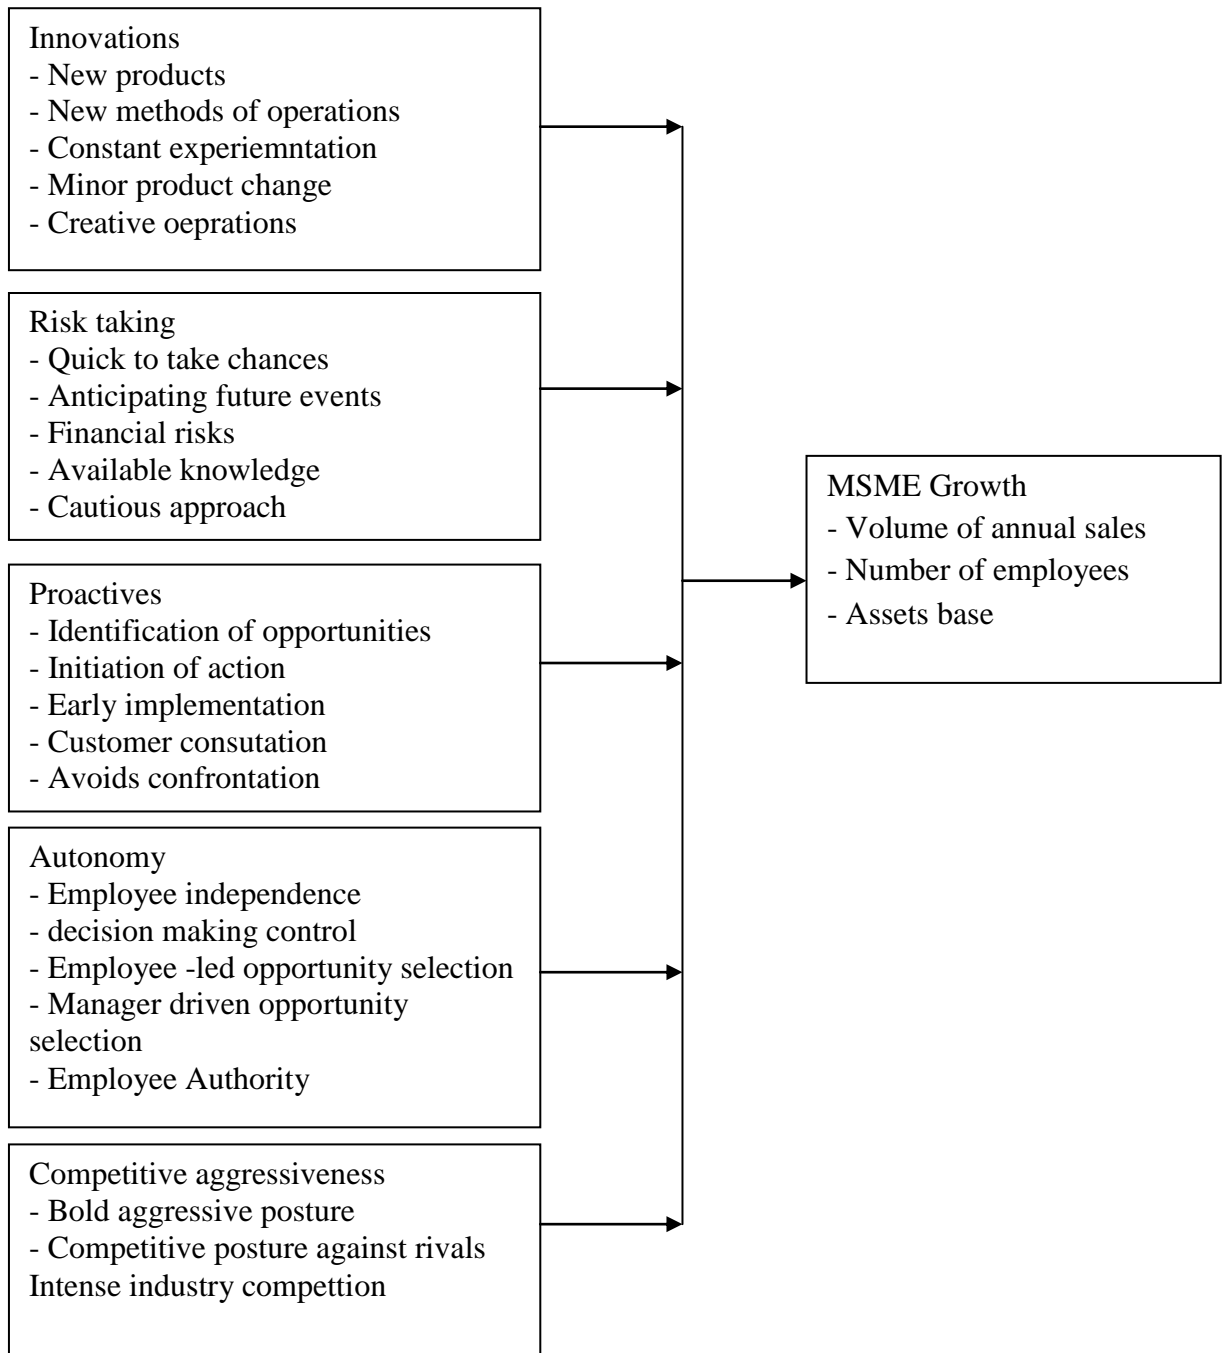 Innovations
- New products
- New methods of operations
- Constant experiemntation
- Minor product change
- Creative oeprations
Risk taking
- Quick to take chances
- Anticipating future events
- Financial risks
- Available knowledge
- Cautious approach
Proactives
- Identification of opportunities
- Initiation of action
- Early implementation
- Customer consutation
- Avoids confrontation
Autonomy
- Employee independence
- decision making control
- Employee -led opportunity selection
- Manager driven opportunity
selection
- Employee Authority
Competitive aggressiveness
- Bold aggressive posture
- Competitive posture against rivals
Intense industry compettion
MSME Growth
- Volume of annual sales
- Number of employees
- Assets base